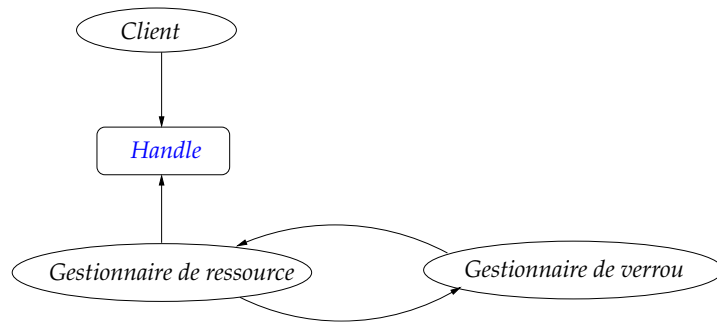 Client
Handle
Gestionnaire de ressource
Gestionnaire de verrou